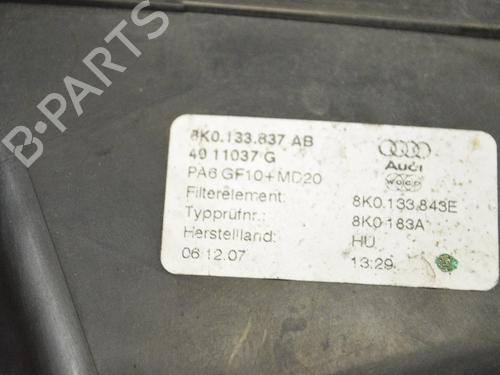 B-PARTS
8K0.133.837 AB
40 11037 G
PA6 GF10+MD20
Audi
WOCO
Filterelement: 8K0.133.843E
Typprüfnr.: 8K0 183A
Herstellland: HU
06.12.07 13:29